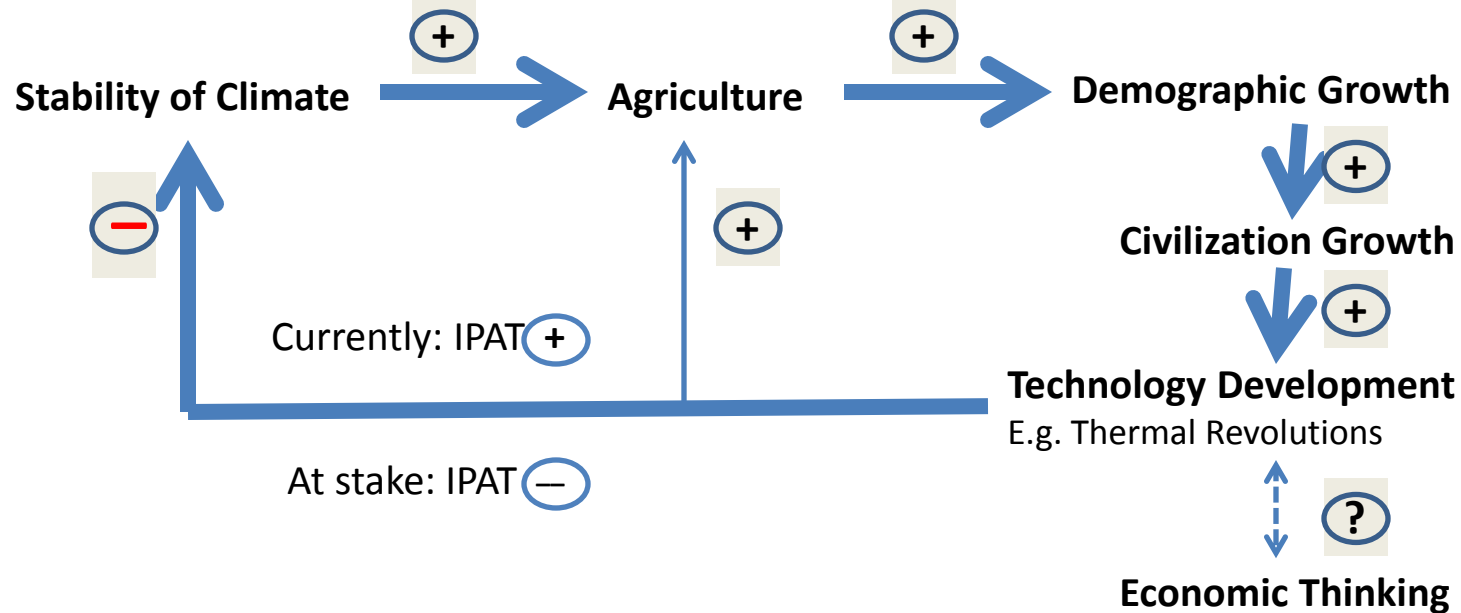 +
+
Stability of Climate
Agriculture
Demographic Growth
+
−
+
Civilization Growth
+
Currently: IPAT +
Technology Development
E.g. Thermal Revolutions
At stake: IPAT −
?
Economic Thinking